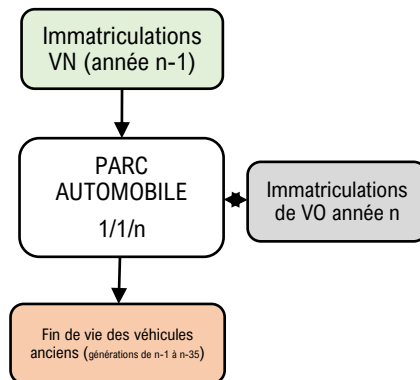 Immatriculations
VN (année n-1)
PARC
AUTOMOBILE
1/1/n
Immatriculations
de VO année n
Fin de vie des véhicules
anciens (générations de n-1 à n-35)